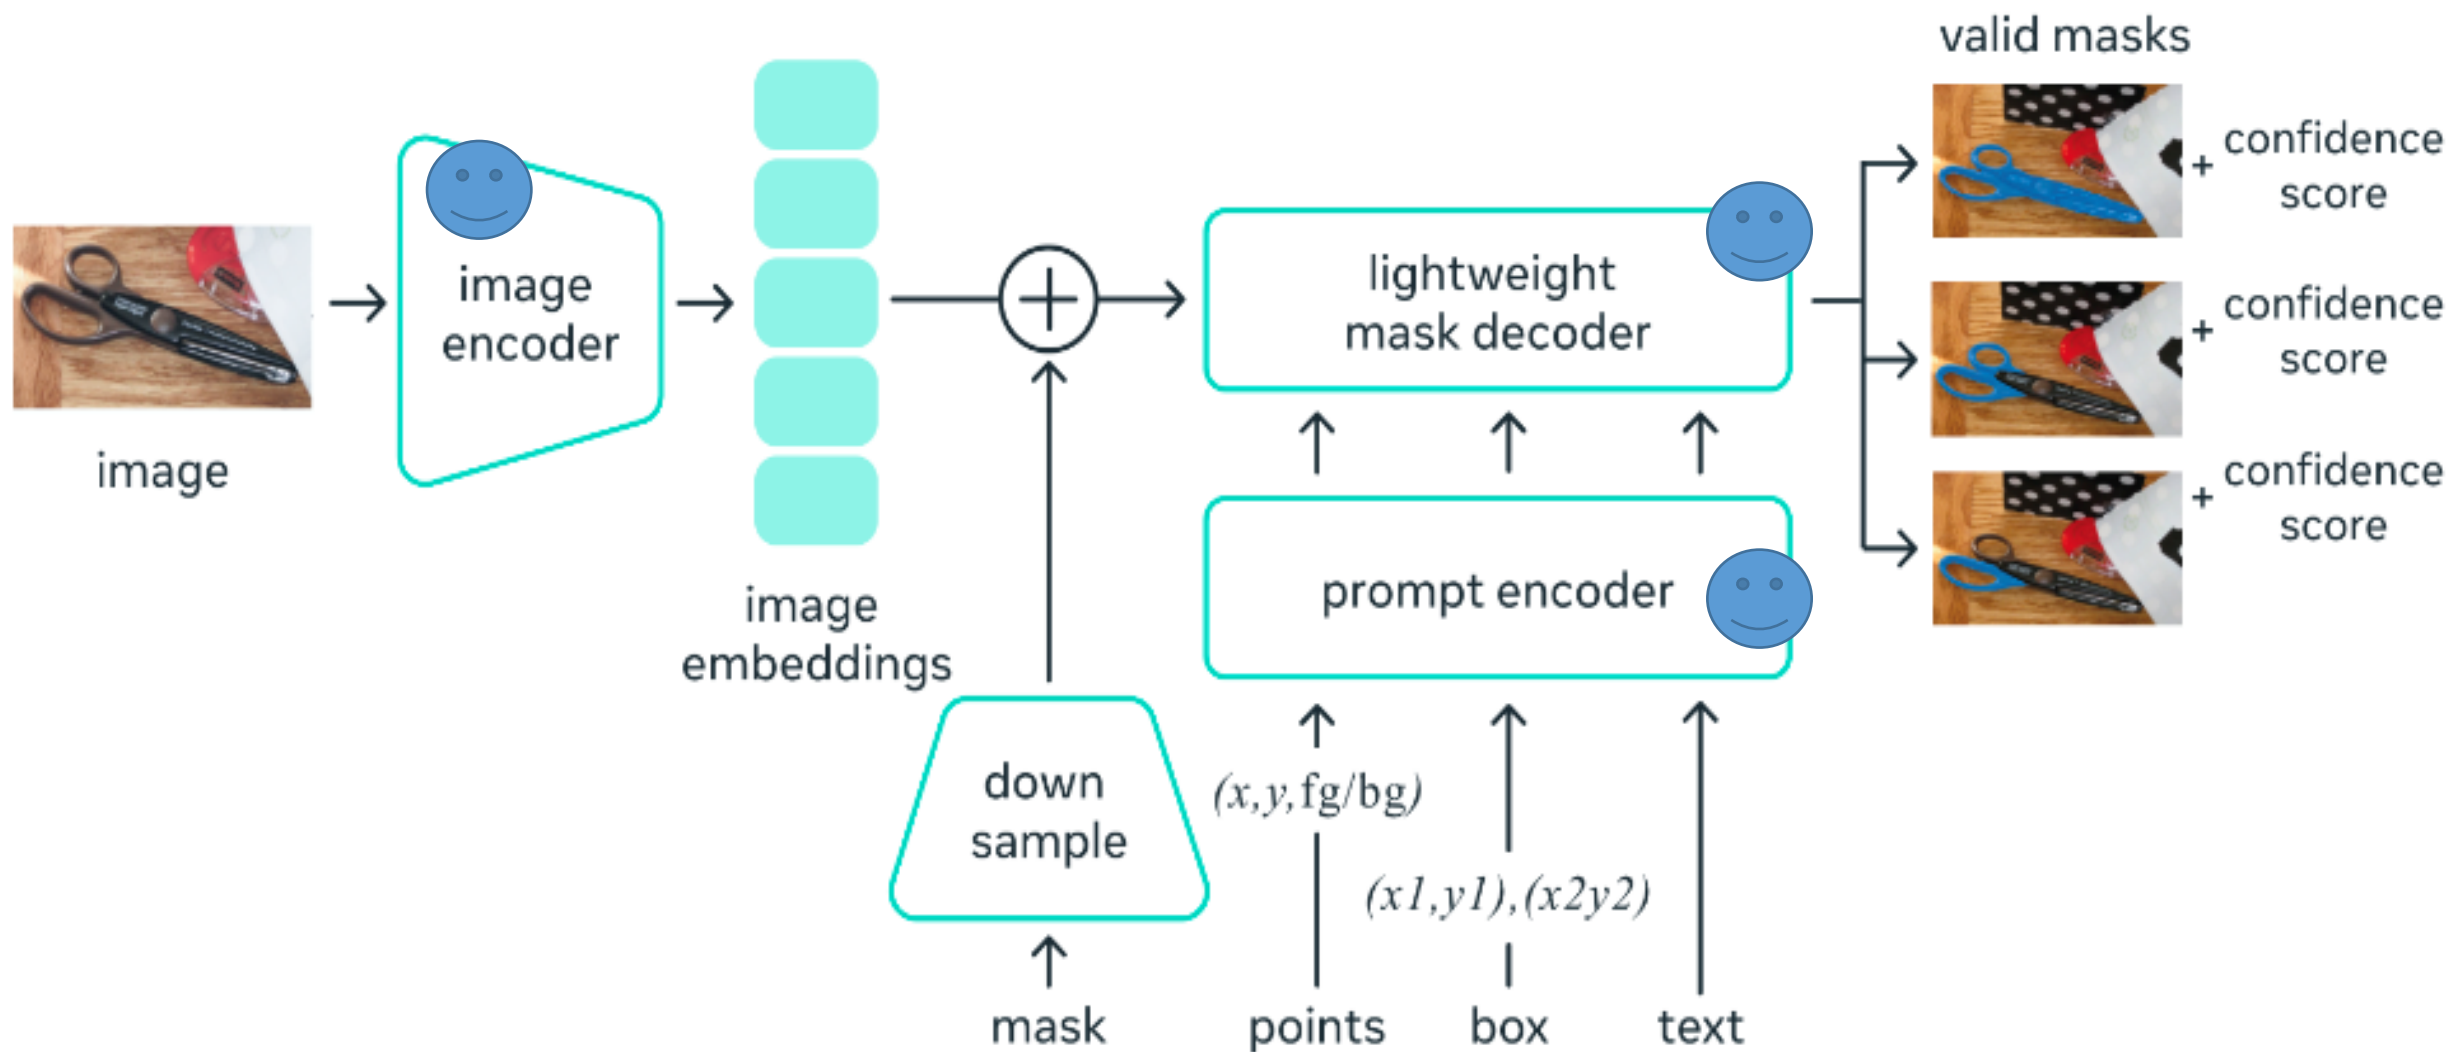 valid masks
confidence
score
+
confidence
score
+
confidence
score
+
image
image
encoder
image
embeddings
lightweight
mask decoder
prompt encoder
down
sample
(x,y,fg/bg)
(x1,y1),(x2y2)
mask
points
box
text